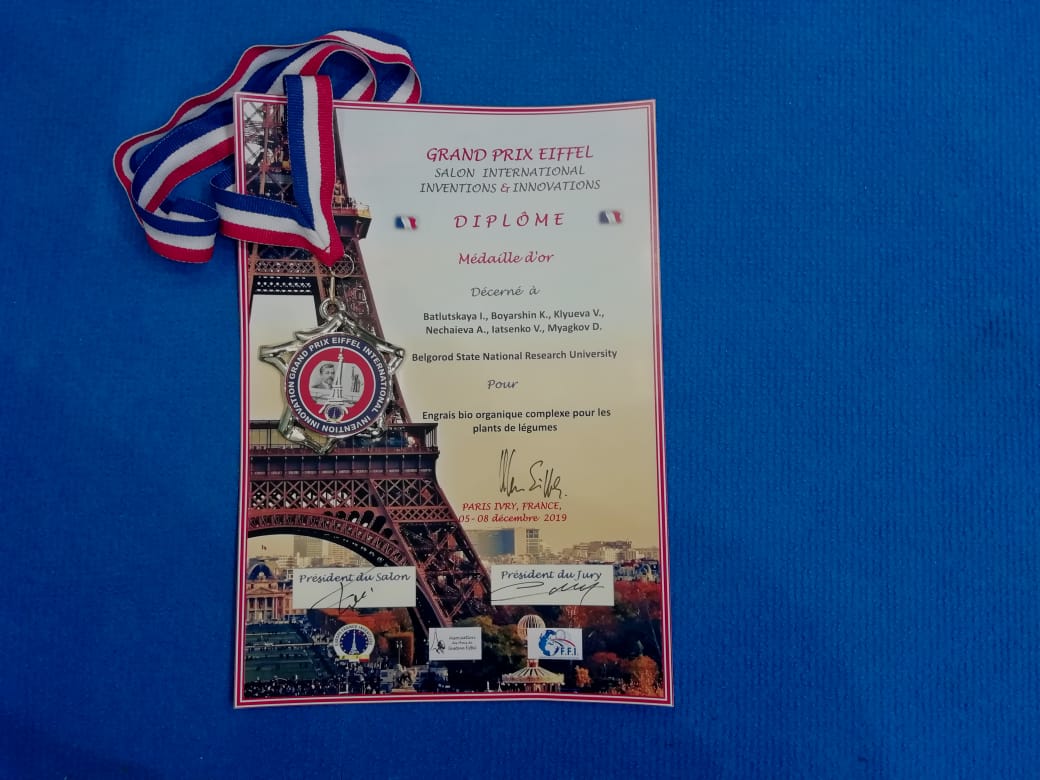 GRAND PRIX EIFFEL
SALON INTERNATIONAL
INVENTIONS & INNOVATIONS
DIPLÔME
Médaille d'or
Décerné à
Batlutskaya I., Boyarshin K., Klyueva V.,
Nechaieva A., Iatsenko V., Myagkov D.
Belgorod State National Research University
Pour
Engrais bio organique complexe pour les
plants de légumes
PARIS IVRY, FRANCE,
05-08 décembre 2019
Président du Salon
Président du Jury
GRAND PRIX EIFFEL INTERNATIONAL INVENTION INNOVATION
Gustave Eiffel
F.F.I.